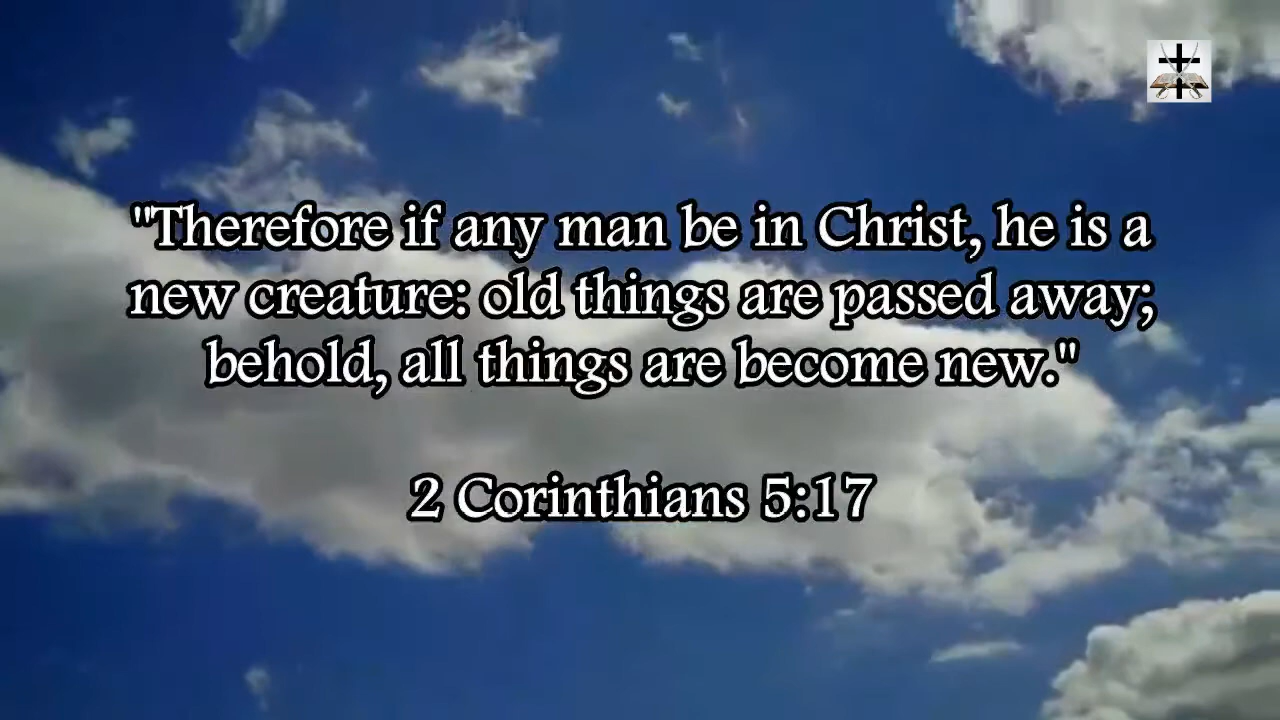 "Therefore if any man be in Christ, he is a
new creature: old things are passed away;
behold, all things are become new."
2 Corinthians 5:17